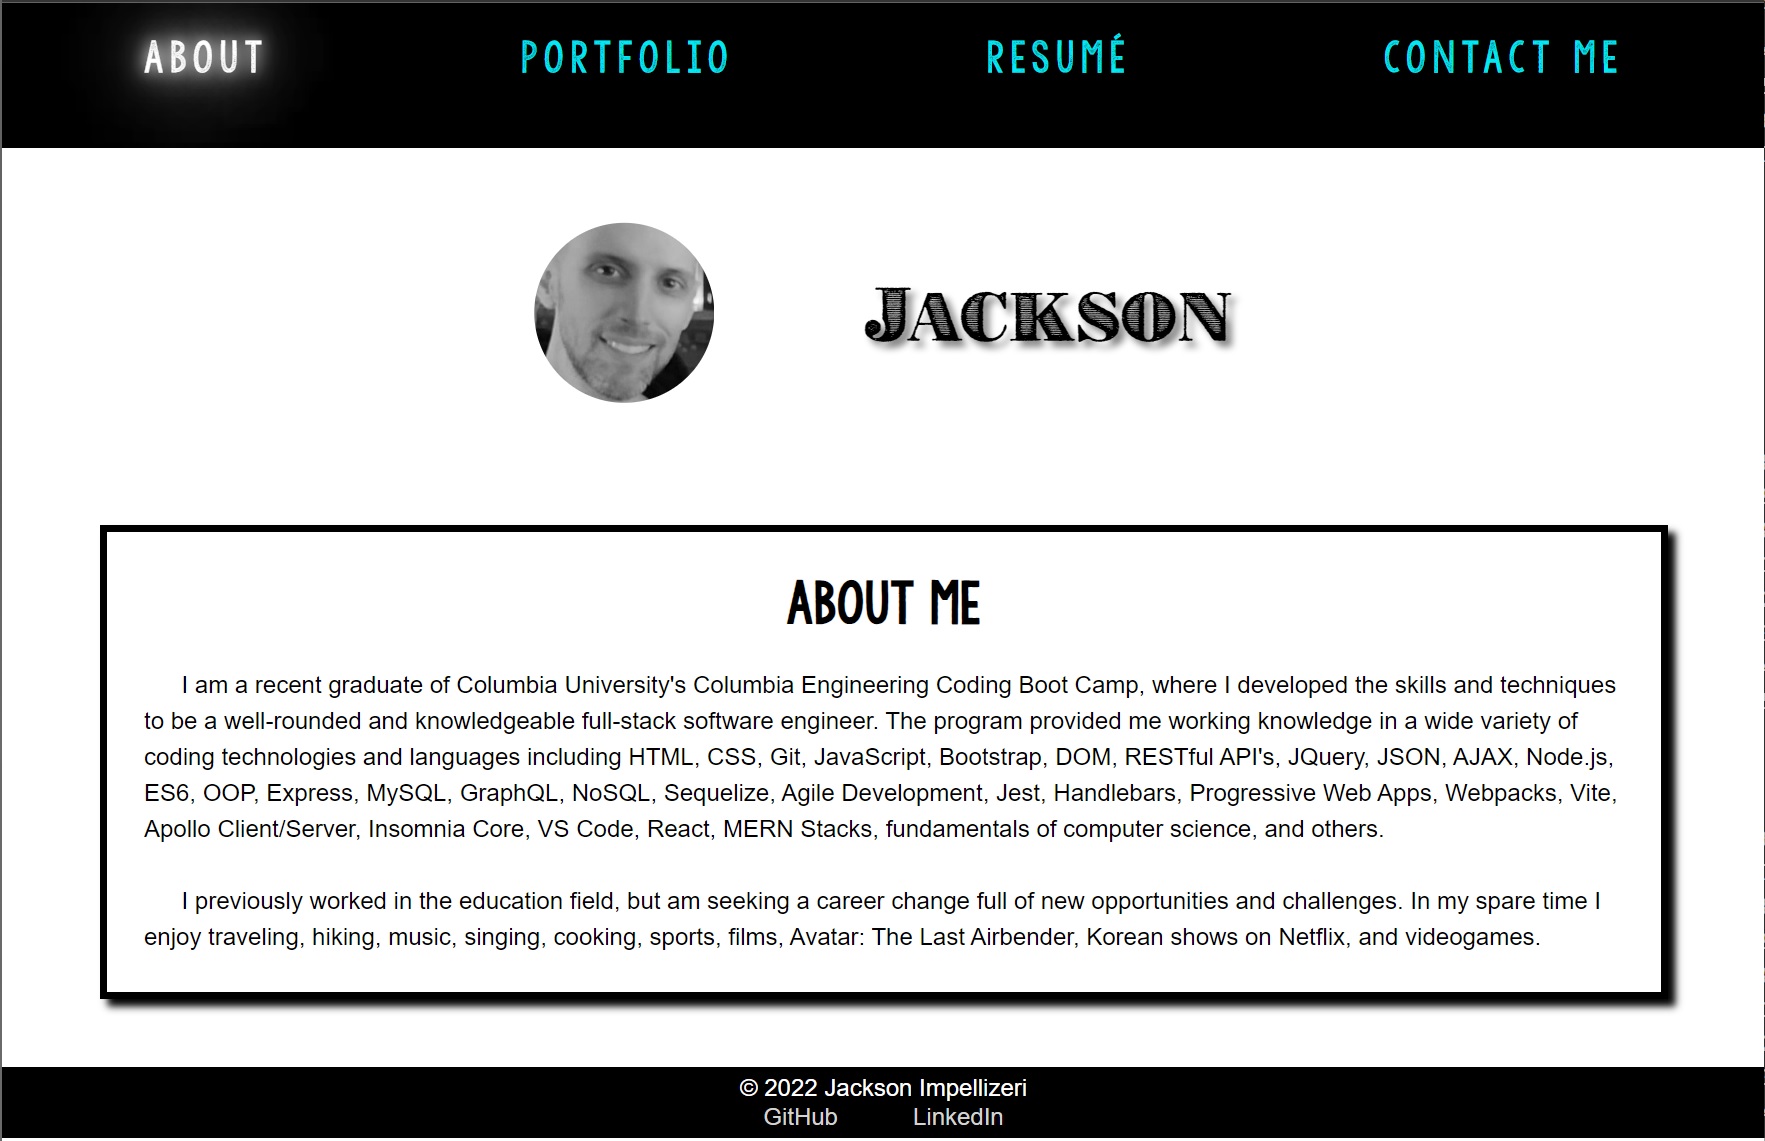 ABOUT PORTFOLIO RESUMÉ CONTACT ME
JACKSON
ABOUT ME
I am a recent graduate of Columbia University's Columbia Engineering Coding Boot Camp, where I developed the skills and techniques
to be a well-rounded and knowledgeable full-stack software engineer. The program provided me working knowledge in a wide variety of
coding technologies and languages including HTML, CSS, Git, JavaScript, Bootstrap, DOM, RESTful API's, JQuery, JSON, AJAX, Node.js,
ES6, OOP, Express, MySQL, GraphQL, NoSQL, Sequelize, Agile Development, Jest, Handlebars, Progressive Web Apps, Webpacks, Vite,
Apollo Client/Server, Insomnia Core, VS Code, React, MERN Stacks, fundamentals of computer science, and others.
I previously worked in the education field, but am seeking a career change full of new opportunities and challenges. In my spare time I
enjoy traveling, hiking, music, singing, cooking, sports, films, Avatar: The Last Airbender, Korean shows on Netflix, and videogames.
© 2022 Jackson Impellizeri
GitHub LinkedIn